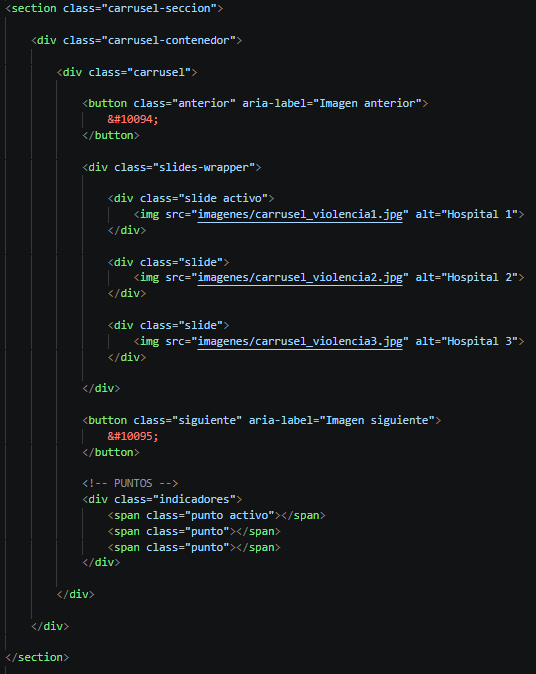 <section class="carrusel-seccion">
<div class="carrusel-contenedor">
<div class="carrusel">
<button class="anterior" aria-label="Imagen anterior">
&#10094;
</button>
<div class="slides-wrapper">
<div class="slide activo">
<img src="imagenes/carrusel_violencia1.jpg" alt="Hospital 1">
</div>
<div class="slide">
<img src="imagenes/carrusel_violencia2.jpg" alt="Hospital 2">
</div>
<div class="slide">
<img src="imagenes/carrusel_violencia3.jpg" alt="Hospital 3">
</div>
</div>
<button class="siguiente" aria-label="Imagen siguiente">
&#10095;
</button>
<!-- PUNTOS -->
<div class="indicadores">
<span class="punto activo"></span>
<span class="punto"></span>
<span class="punto"></span>
</div>
</div>
</div>
</section>